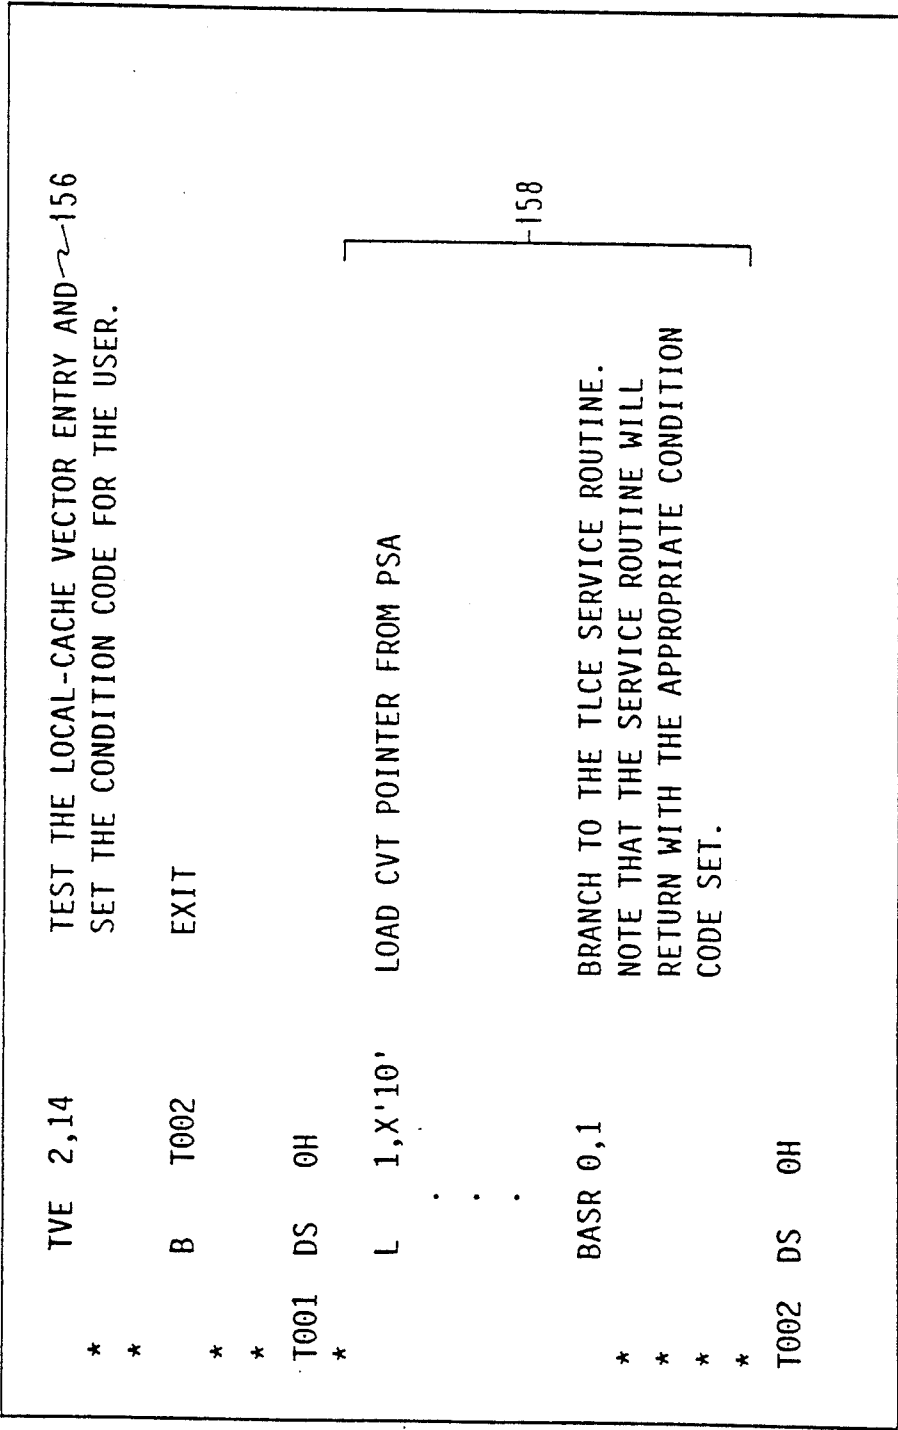 TVE 2,14 TEST THE LOCAL-CACHE VECTOR ENTRY AND 156
* SET THE CONDITION CODE FOR THE USER.
*
B T002 EXIT
*
*
T001 DS 0H
*
L 1,X'10' LOAD CVT POINTER FROM PSA
.
.
.
158
BASR 0,1 BRANCH TO THE TLCE SERVICE ROUTINE.
* NOTE THAT THE SERVICE ROUTINE WILL
* RETURN WITH THE APPROPRIATE CONDITION
* CODE SET.
*
T002 DS 0H